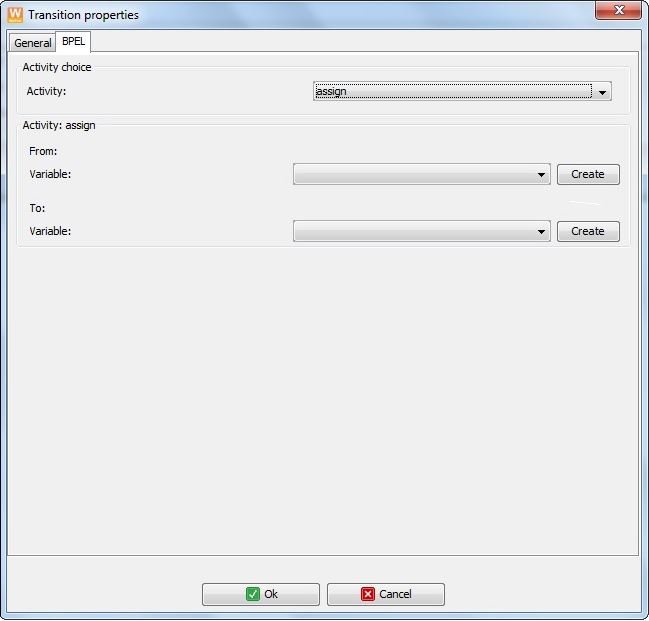 W Transition properties
General BPEL
Activity choice
Activity: assign
Activity: assign
From:
Variable: Create
To:
Variable: Create
Ok Cancel